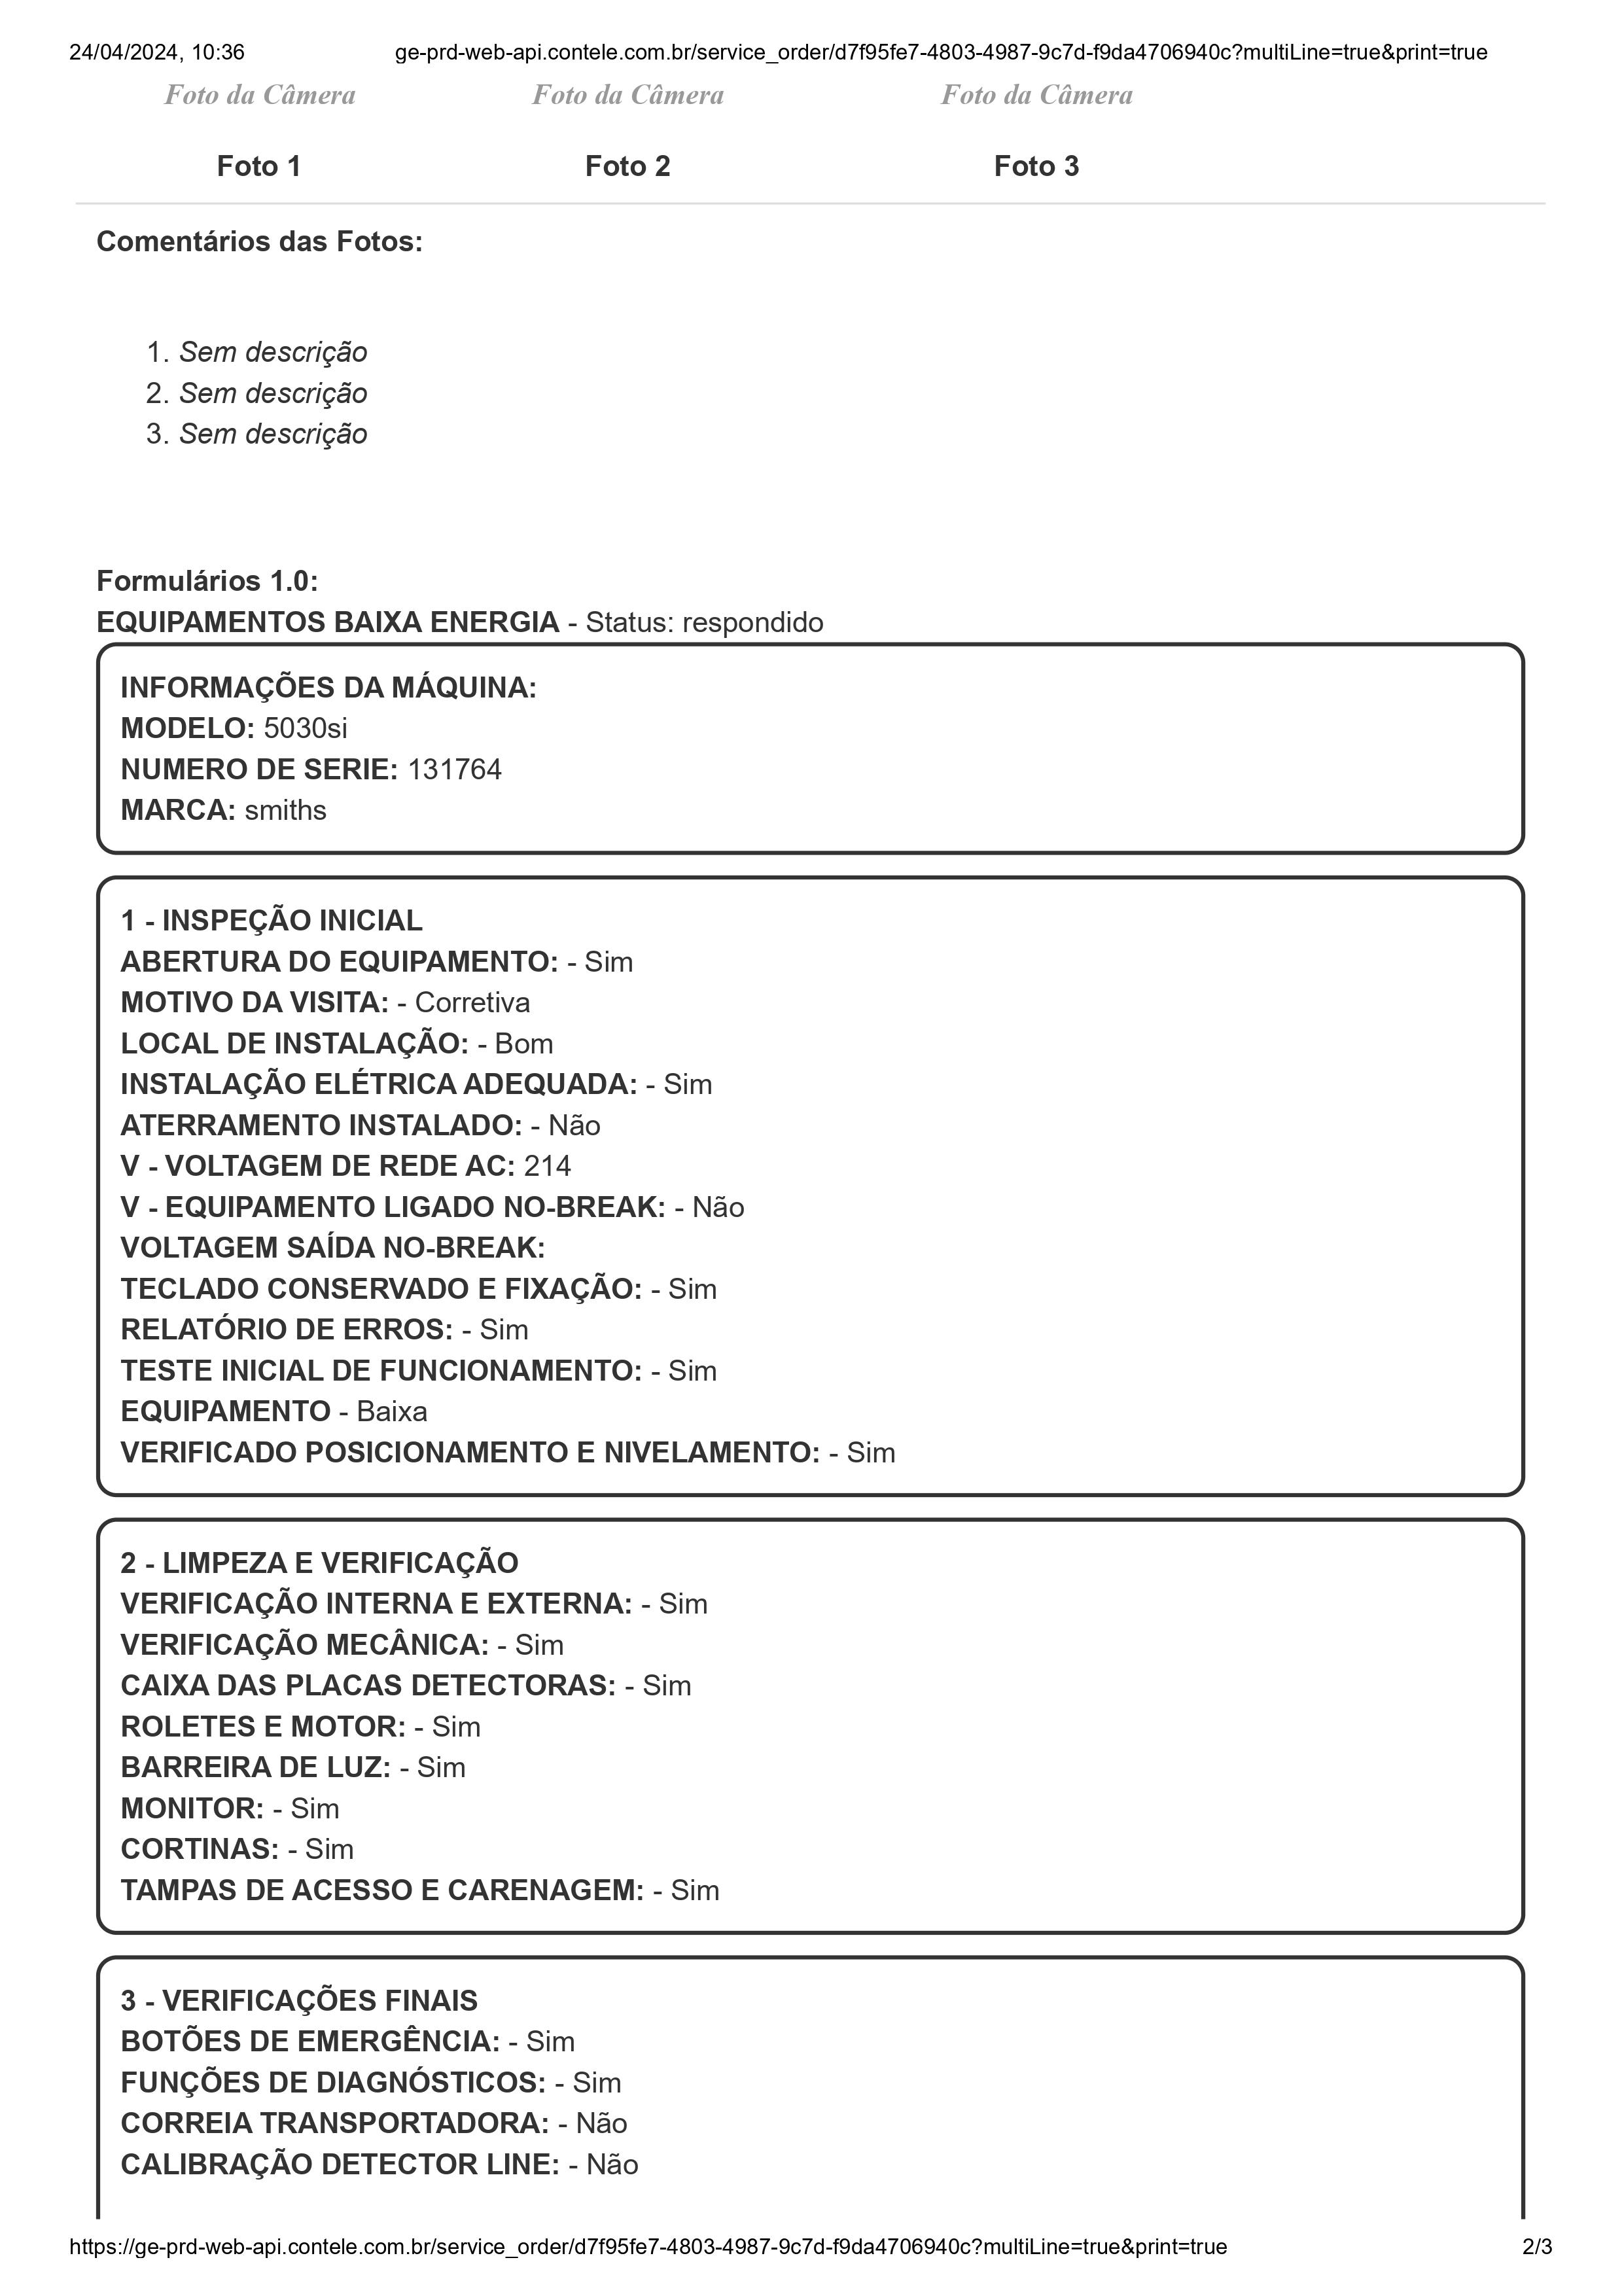 24/04/2024, 10:36 ge-prd-web-api.contele.com.br/service_order/d7f95fe7-4803-4987-9c7d-f9da4706940c?multiLine=true&print=true
Foto da Câmera Foto da Câmera Foto da Câmera
Foto 1 Foto 2 Foto 3
Comentários das Fotos:
1. Sem descrição
2. Sem descrição
3. Sem descrição
Formulários 1.0:
EQUIPAMENTOS BAIXA ENERGIA - Status: respondido
INFORMAÇÕES DA MÁQUINA:
MODELO: 5030si
NUMERO DE SERIE: 131764
MARCA: smiths
1 - INSPEÇÃO INICIAL
ABERTURA DO EQUIPAMENTO: - Sim
MOTIVO DA VISITA: - Corretiva
LOCAL DE INSTALAÇÃO: - Bom
INSTALAÇÃO ELÉTRICA ADEQUADA: - Sim
ATERRAMENTO INSTALADO: - Não
V - VOLTAGEM DE REDE AC: 214
V - EQUIPAMENTO LIGADO NO-BREAK: - Não
VOLTAGEM SAÍDA NO-BREAK:
TECLADO CONSERVADO E FIXAÇÃO: - Sim
RELATÓRIO DE ERROS: - Sim
TESTE INICIAL DE FUNCIONAMENTO: - Sim
EQUIPAMENTO - Baixa
VERIFICADO POSICIONAMENTO E NIVELAMENTO: - Sim
2 - LIMPEZA E VERIFICAÇÃO
VERIFICAÇÃO INTERNA E EXTERNA: - Sim
VERIFICAÇÃO MECÂNICA: - Sim
CAIXA DAS PLACAS DETECTORAS: - Sim
ROLETES E MOTOR: - Sim
BARREIRA DE LUZ: - Sim
MONITOR: - Sim
CORTINAS: - Sim
TAMPAS DE ACESSO E CARENAGEM: - Sim
3 - VERIFICAÇÕES FINAIS
BOTÕES DE EMERGÊNCIA: - Sim
FUNÇÕES DE DIAGNÓSTICOS: - Sim
CORREIA TRANSPORTADORA: - Não
CALIBRAÇÃO DETECTOR LINE: - Não
https://ge-prd-web-api.contele.com.br/service_order/d7f95fe7-4803-4987-9c7d-f9da4706940c?multiLine=true&print=true 2/3